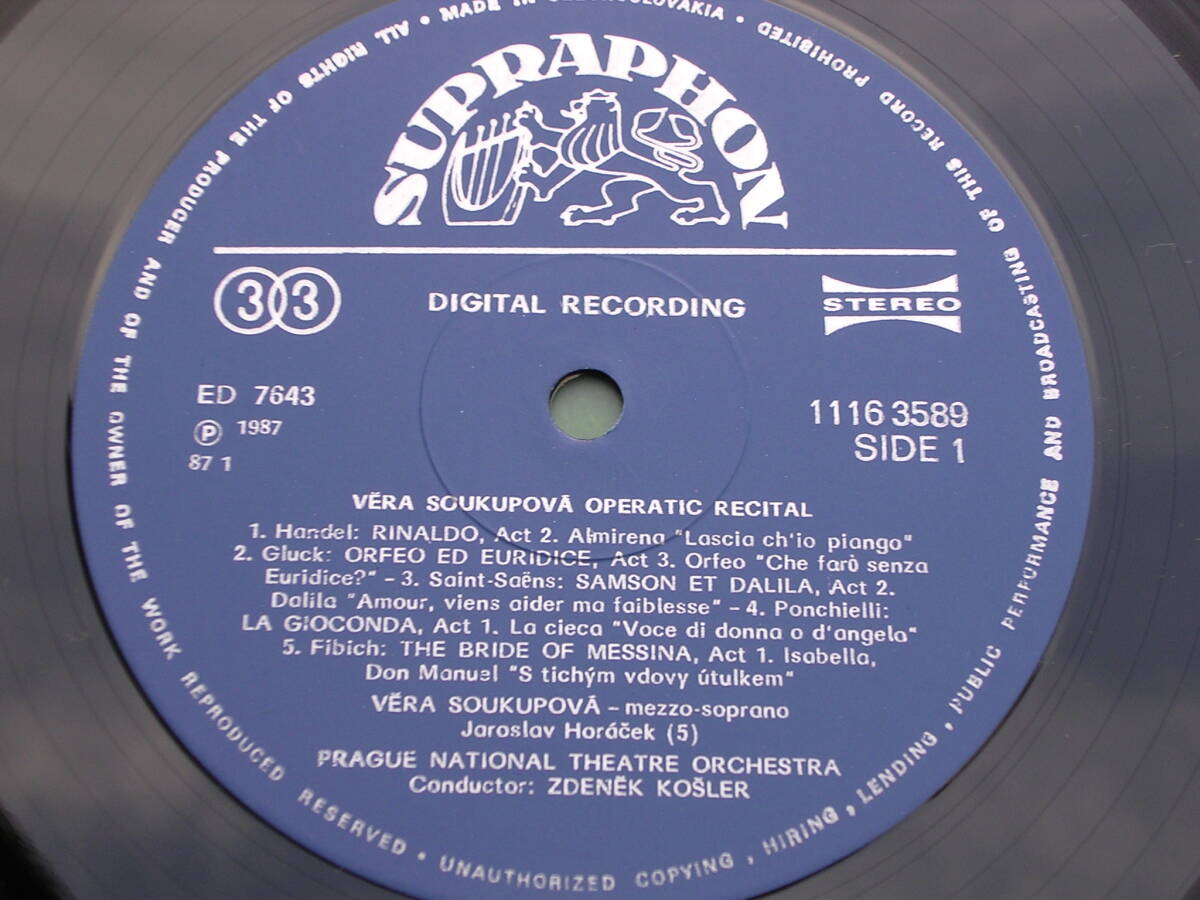 SUPRAPHON
33
DIGITAL RECORDING
STEREO
ED 7643
℗ 1987
87 1
1116 3589
SIDE 1
VĚRA SOUKUPOVÁ OPERATIC RECITAL
1. Handel: RINALDO, Act 2. Almirena "Lascia ch'io piango"
2. Gluck: ORFEO ED EURIDICE, Act 3. Orfeo "Che farò senza
Euridice?" – 3. Saint-Saëns: SAMSON ET DALILA, Act 2.
Dalila "Amour, viens aider ma faiblesse" – 4. Ponchielli:
LA GIOCONDA, Act 1. La cieca "Voce di donna o d'angelo"
5. Fibich: THE BRIDE OF MESSINA, Act 1. Isabella,
Don Manuel "S tichým vdovy útulkem"
VĚRA SOUKUPOVÁ – mezzo-soprano
Jaroslav Horáček (5)
PRAGUE NATIONAL THEATRE ORCHESTRA
Conductor: ZDENĚK KOŠLER
• MADE IN CZECHOSLOVAKIA • ALL RIGHTS OF THE PRODUCER AND OF THE OWNER OF THE WORK REPRODUCED RESERVED • UNAUTHORIZED COPYING, HIRING, LENDING, PUBLIC PERFORMANCE AND BROADCASTING OF THIS RECORD PROHIBITED